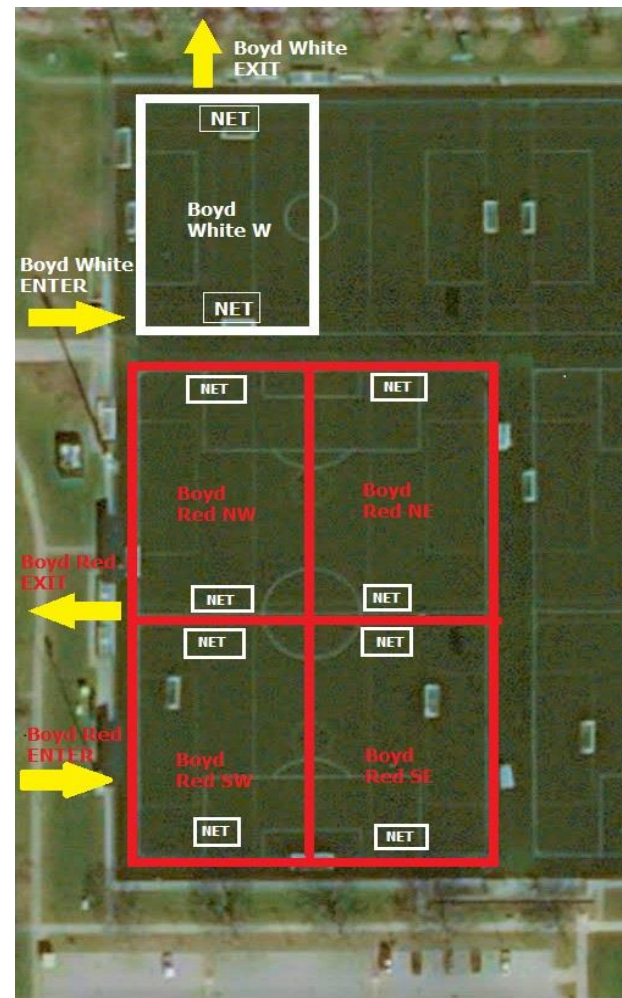 Boyd White
EXIT
NET
Boyd
White W
Boyd White
ENTER
NET
NET
NET
Boyd
Red NW
Boyd
Red NE
Boyd Red
EXIT
NET
NET
NET
NET
Boyd Red
ENTER
Boyd
Red SW
Boyd
Red SE
NET
NET